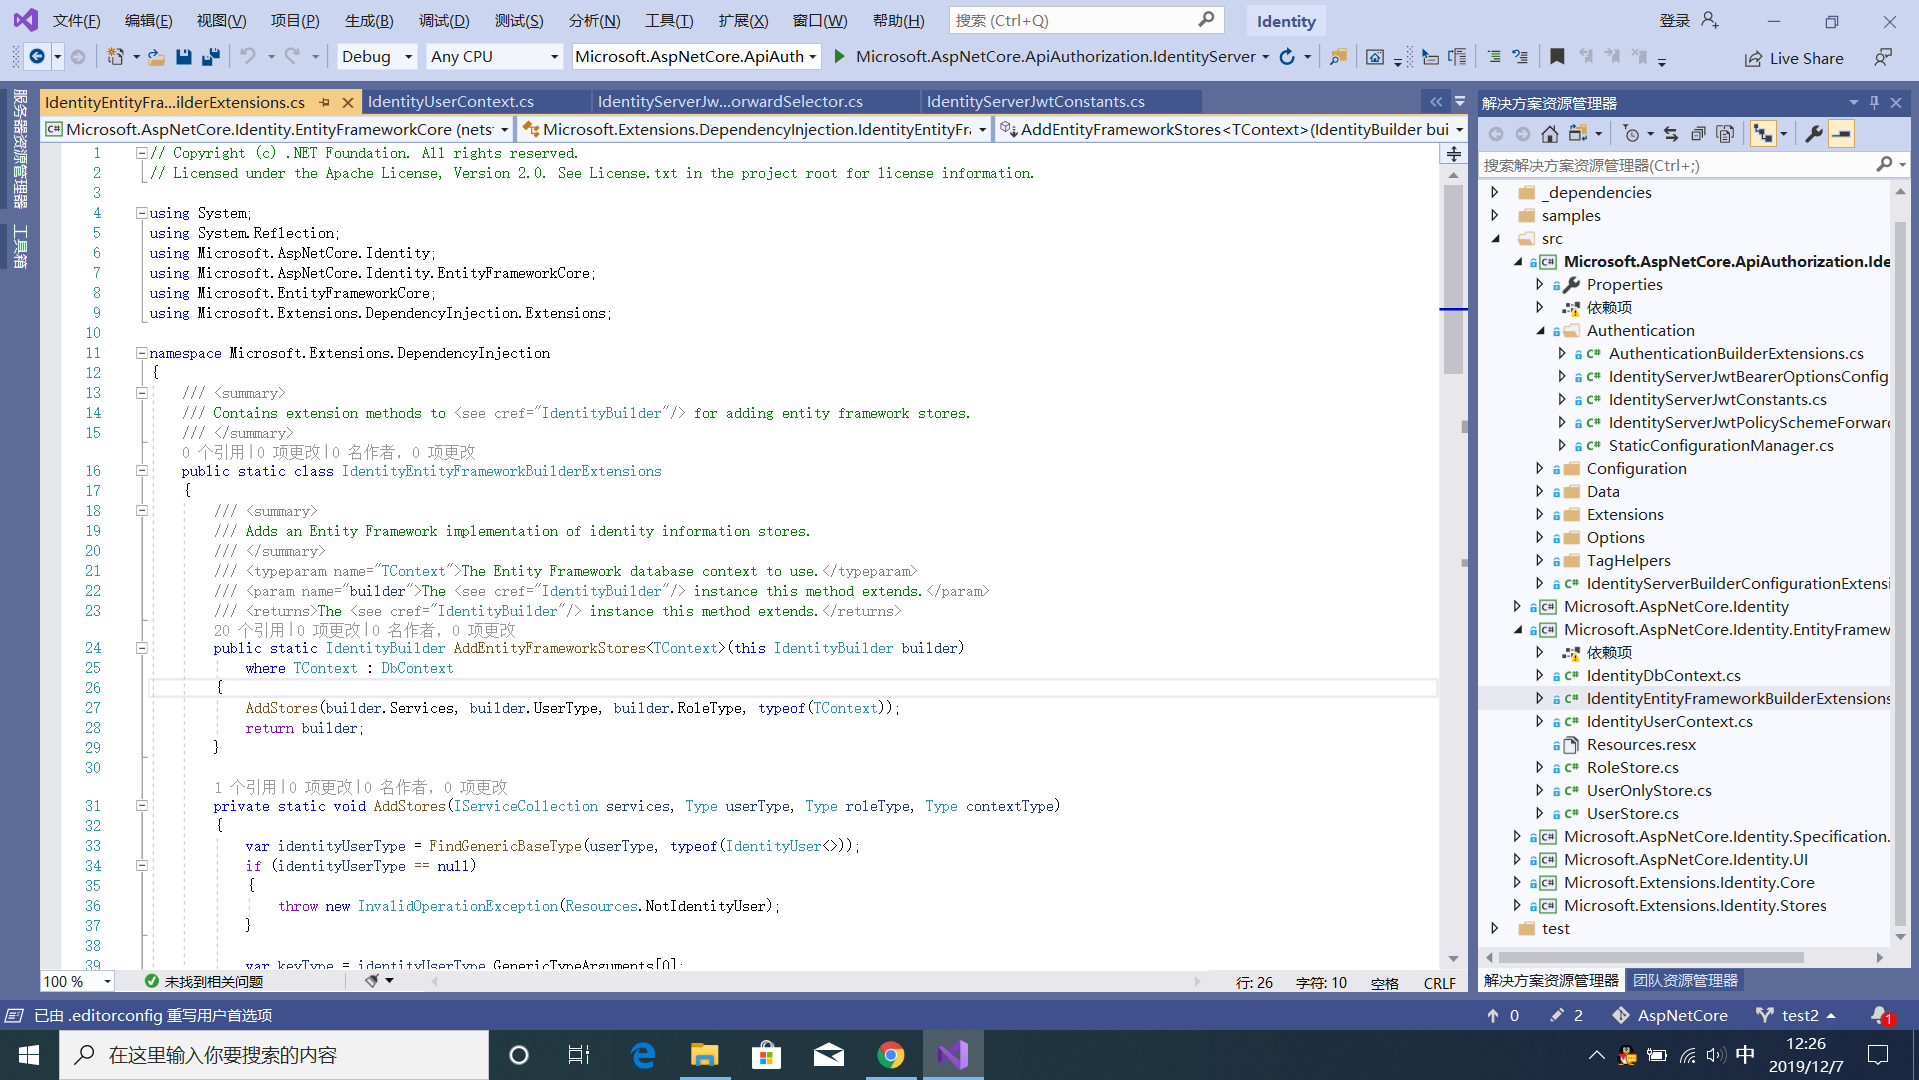 文件(F) 编辑(E) 视图(V) 项目(P) 生成(B) 调试(D) 测试(S) 分析(N) 工具(T) 扩展(X) 窗口(W) 帮助(H) 搜索 (Ctrl+Q) Identity 登录
Debug Any CPU Microsoft.AspNetCore.ApiAuth Microsoft.AspNetCore.ApiAuthorization.IdentityServer Live Share
服务器资源管理器
工具箱
IdentityEntityFra...ilderExtensions.cs IdentityUserContext.cs IdentityServerJw...orwardSelector.cs IdentityServerJwtConstants.cs
Microsoft.AspNetCore.Identity.EntityFrameworkCore (nets Microsoft.Extensions.DependencyInjection.IdentityEntityFr AddEntityFrameworkStores<TContext>(IdentityBuilder bui
1 // Copyright (c) .NET Foundation. All rights reserved.
2 // Licensed under the Apache License, Version 2.0. See License.txt in the project root for license information.
3
4 using System;
5 using System.Reflection;
6 using Microsoft.AspNetCore.Identity;
7 using Microsoft.AspNetCore.Identity.EntityFrameworkCore;
8 using Microsoft.EntityFrameworkCore;
9 using Microsoft.Extensions.DependencyInjection.Extensions;
10
11 namespace Microsoft.Extensions.DependencyInjection
12 {
13 /// <summary>
14 /// Contains extension methods to <see cref="IdentityBuilder"/> for adding entity framework stores.
15 /// </summary>
0 个引用|0 项更改|0 名作者，0 项更改
16 public static class IdentityEntityFrameworkBuilderExtensions
17 {
18 /// <summary>
19 /// Adds an Entity Framework implementation of identity information stores.
20 /// </summary>
21 /// <typeparam name="TContext">The Entity Framework database context to use.</typeparam>
22 /// <param name="builder">The <see cref="IdentityBuilder"/> instance this method extends.</param>
23 /// <returns>The <see cref="IdentityBuilder"/> instance this method extends.</returns>
20 个引用|0 项更改|0 名作者，0 项更改
24 public static IdentityBuilder AddEntityFrameworkStores<TContext>(this IdentityBuilder builder)
25 where TContext : DbContext
26 {
27 AddStores(builder.Services, builder.UserType, builder.RoleType, typeof(TContext));
28 return builder;
29 }
30
1 个引用|0 项更改|0 名作者，0 项更改
31 private static void AddStores(IServiceCollection services, Type userType, Type roleType, Type contextType)
32 {
33 var identityUserType = FindGenericBaseType(userType, typeof(IdentityUser<>));
34 if (identityUserType == null)
35 {
36 throw new InvalidOperationException(Resources.NotIdentityUser);
37 }
38
39 var keyType = identityUserType.GenericTypeArguments[0];
100 % 未找到相关问题 行: 26 字符: 10 空格 CRLF
解决方案资源管理器
搜索解决方案资源管理器(Ctrl+;)
_dependencies
samples
src
Microsoft.AspNetCore.ApiAuthorization.Ide
Properties
依赖项
Authentication
AuthenticationBuilderExtensions.cs
IdentityServerJwtBearerOptionsConfig
IdentityServerJwtConstants.cs
IdentityServerJwtPolicySchemeForward
StaticConfigurationManager.cs
Configuration
Data
Extensions
Options
TagHelpers
IdentityServerBuilderConfigurationExtensi
Microsoft.AspNetCore.Identity
Microsoft.AspNetCore.Identity.EntityFramew
依赖项
IdentityDbContext.cs
IdentityEntityFrameworkBuilderExtensions
IdentityUserContext.cs
Resources.resx
RoleStore.cs
UserOnlyStore.cs
UserStore.cs
Microsoft.AspNetCore.Identity.Specification.
Microsoft.AspNetCore.Identity.UI
Microsoft.Extensions.Identity.Core
Microsoft.Extensions.Identity.Stores
test
解决方案资源管理器 团队资源管理器
已由 .editorconfig 重写用户首选项 0 2 AspNetCore test2 1
在这里输入你要搜索的内容 中 12:26
2019/12/7